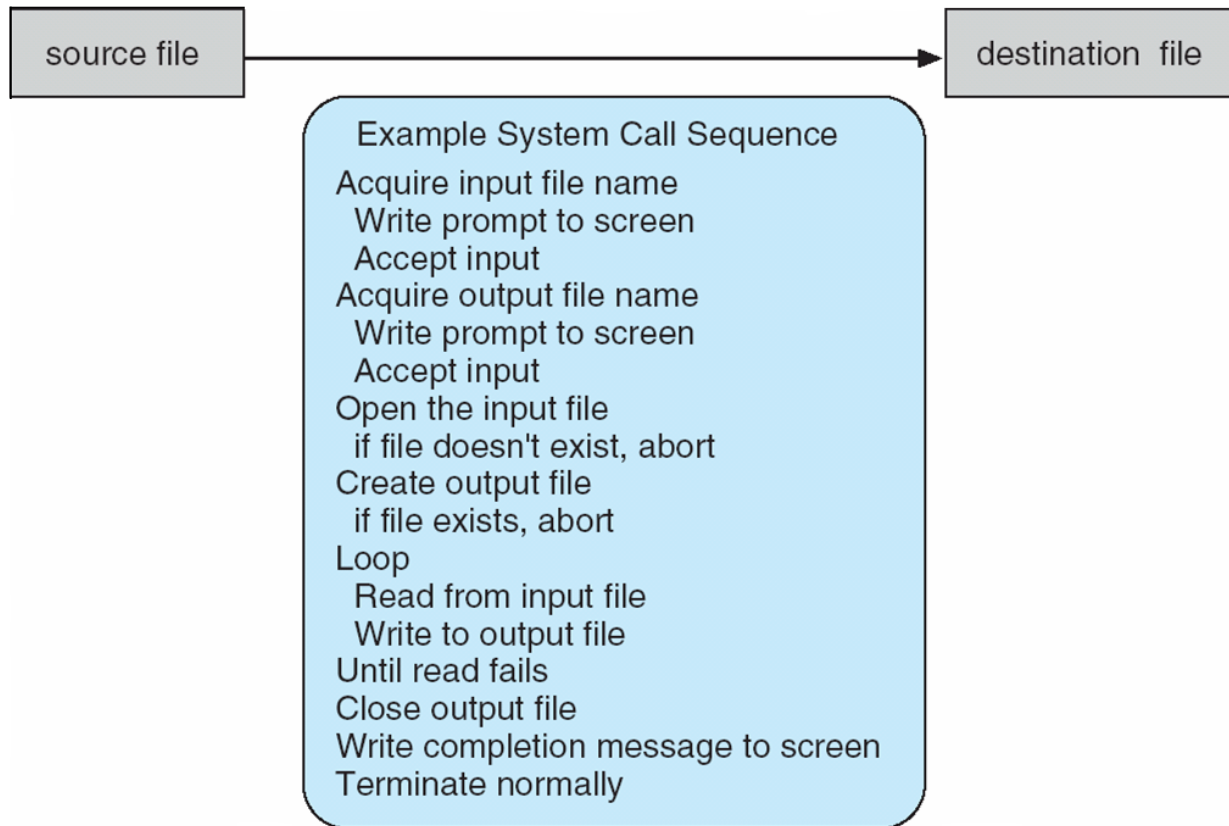 source file
destination file
Example System Call Sequence
Acquire input file name
Write prompt to screen
Accept input
Acquire output file name
Write prompt to screen
Accept input
Open the input file
if file doesn't exist, abort
Create output file
if file exists, abort
Loop
Read from input file
Write to output file
Until read fails
Close output file
Write completion message to screen
Terminate normally